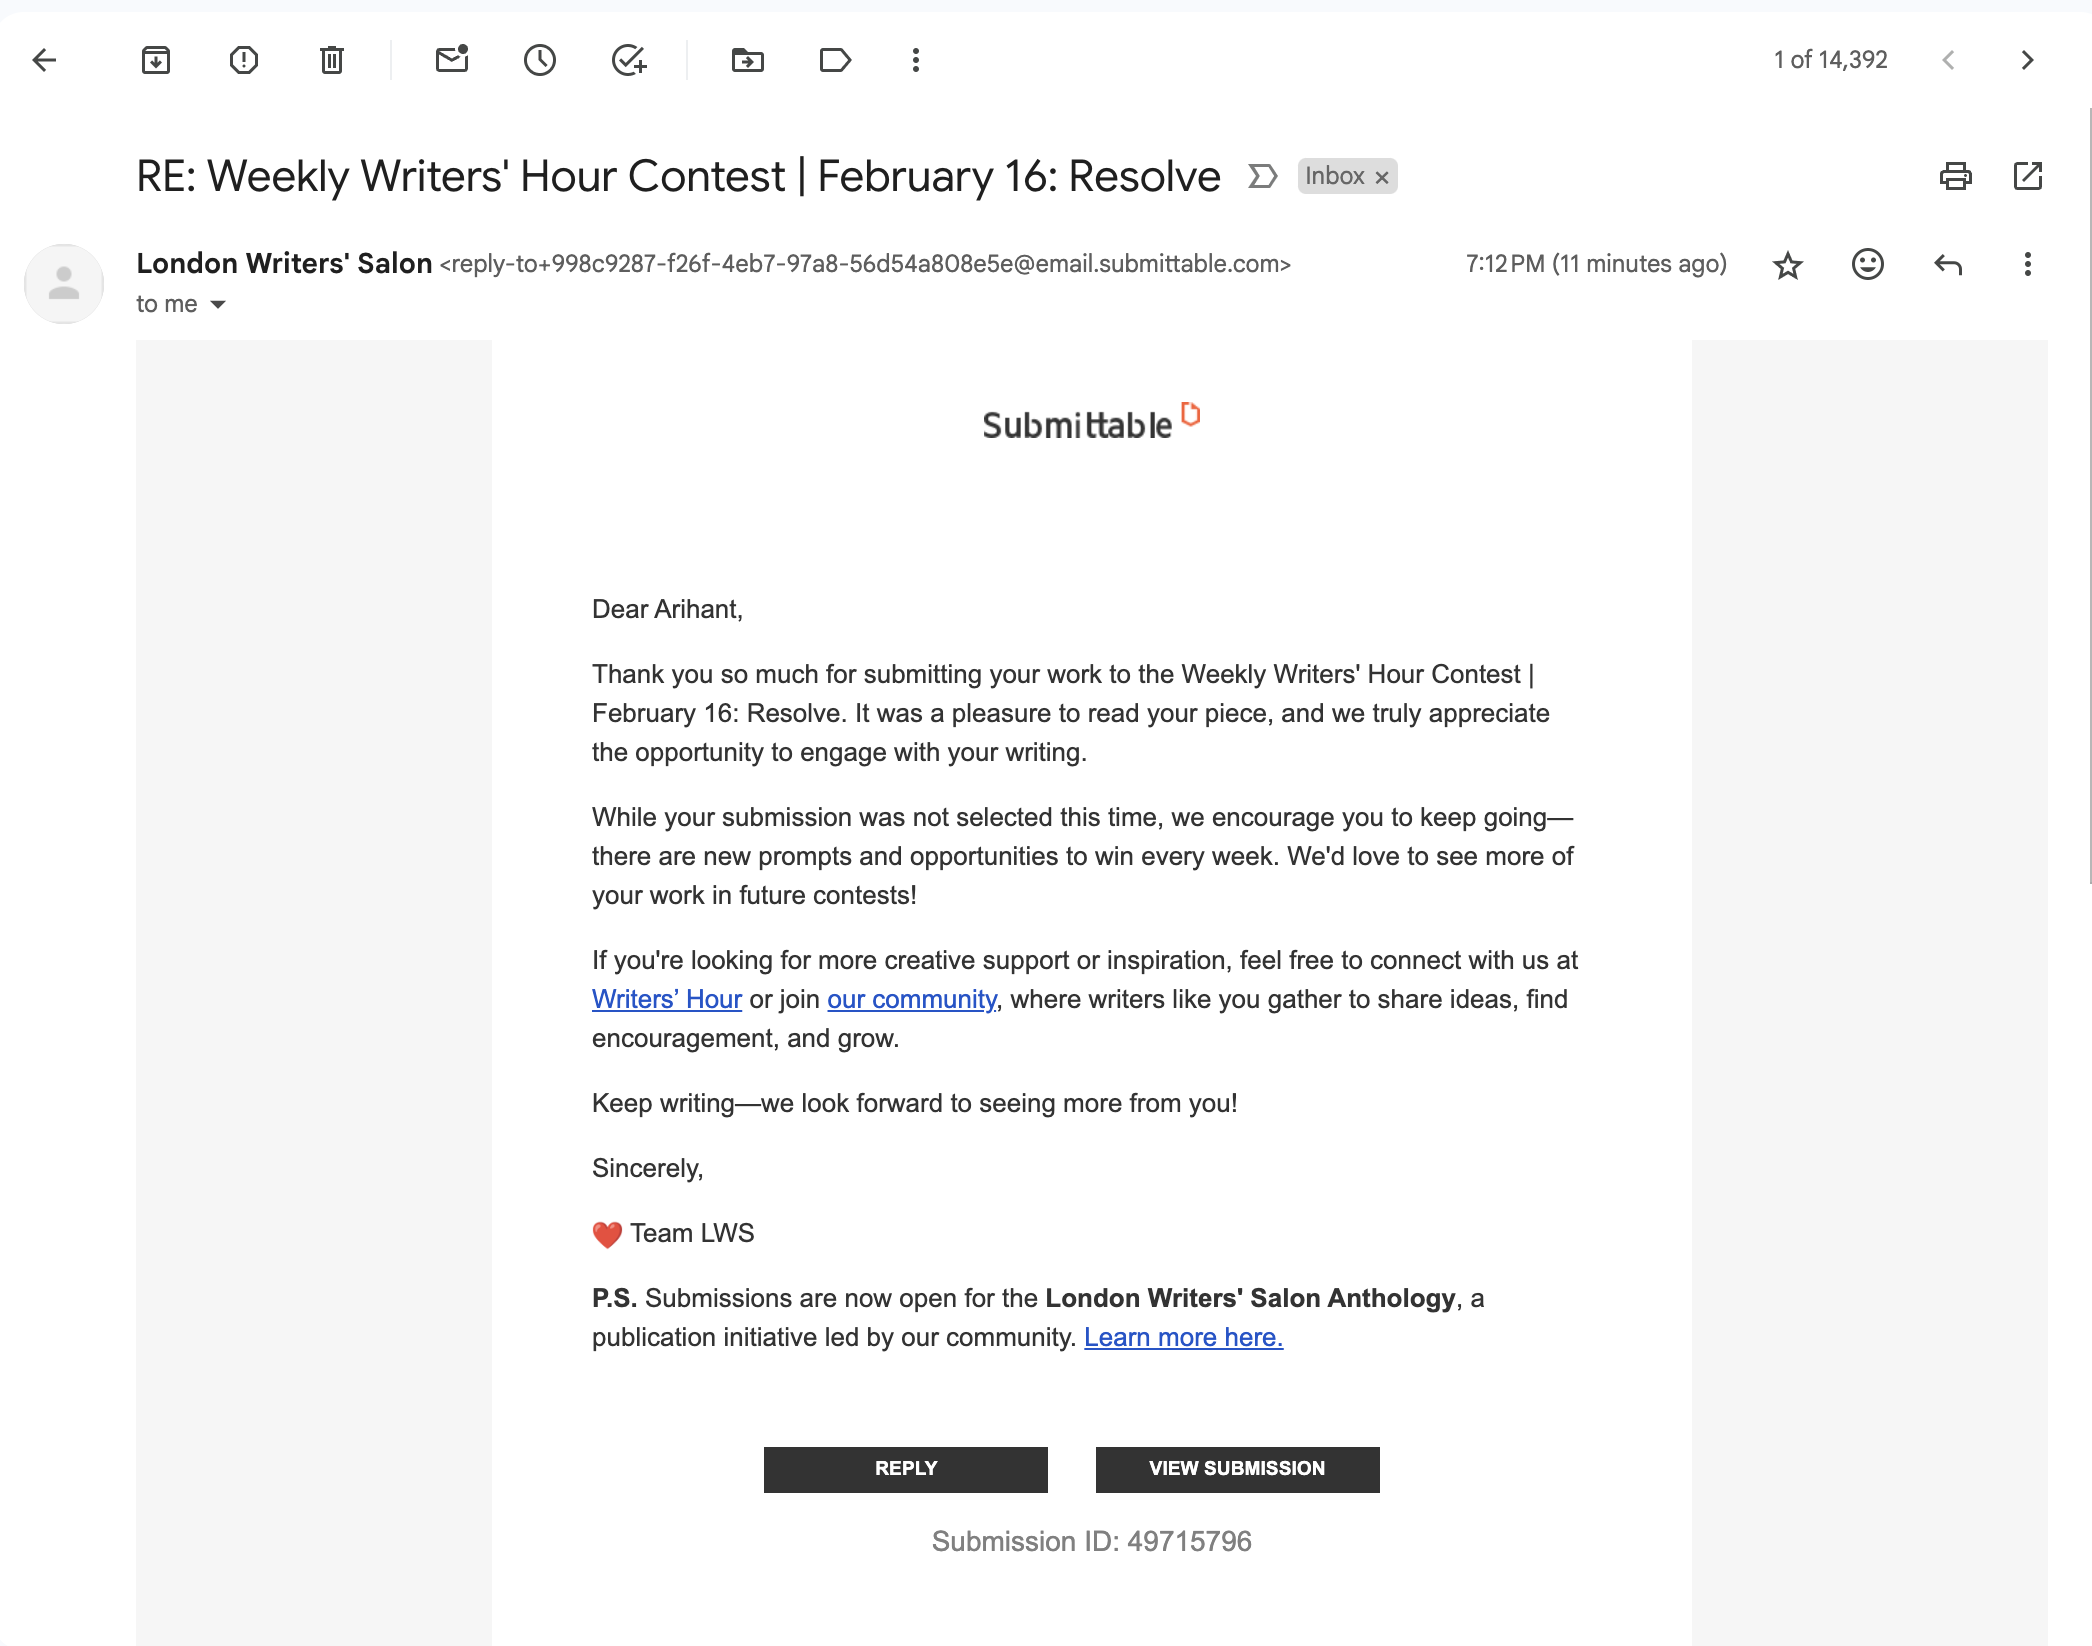 1 of 14,392
RE: Weekly Writers' Hour Contest | February 16: Resolve
Inbox ×
London Writers' Salon <reply-to+998c9287-f26f-4eb7-97a8-56d54a808e5e@email.submittable.com>
7:12 PM (11 minutes ago)
to me
Submittable
Dear Arihant,
Thank you so much for submitting your work to the Weekly Writers' Hour Contest |
February 16: Resolve. It was a pleasure to read your piece, and we truly appreciate
the opportunity to engage with your writing.
While your submission was not selected this time, we encourage you to keep going—
there are new prompts and opportunities to win every week. We'd love to see more of
your work in future contests!
If you're looking for more creative support or inspiration, feel free to connect with us at
Writers’ Hour or join our community, where writers like you gather to share ideas, find
encouragement, and grow.
Keep writing—we look forward to seeing more from you!
Sincerely,
❤️ Team LWS
P.S. Submissions are now open for the London Writers' Salon Anthology, a
publication initiative led by our community. Learn more here.
REPLY
VIEW SUBMISSION
Submission ID: 49715796